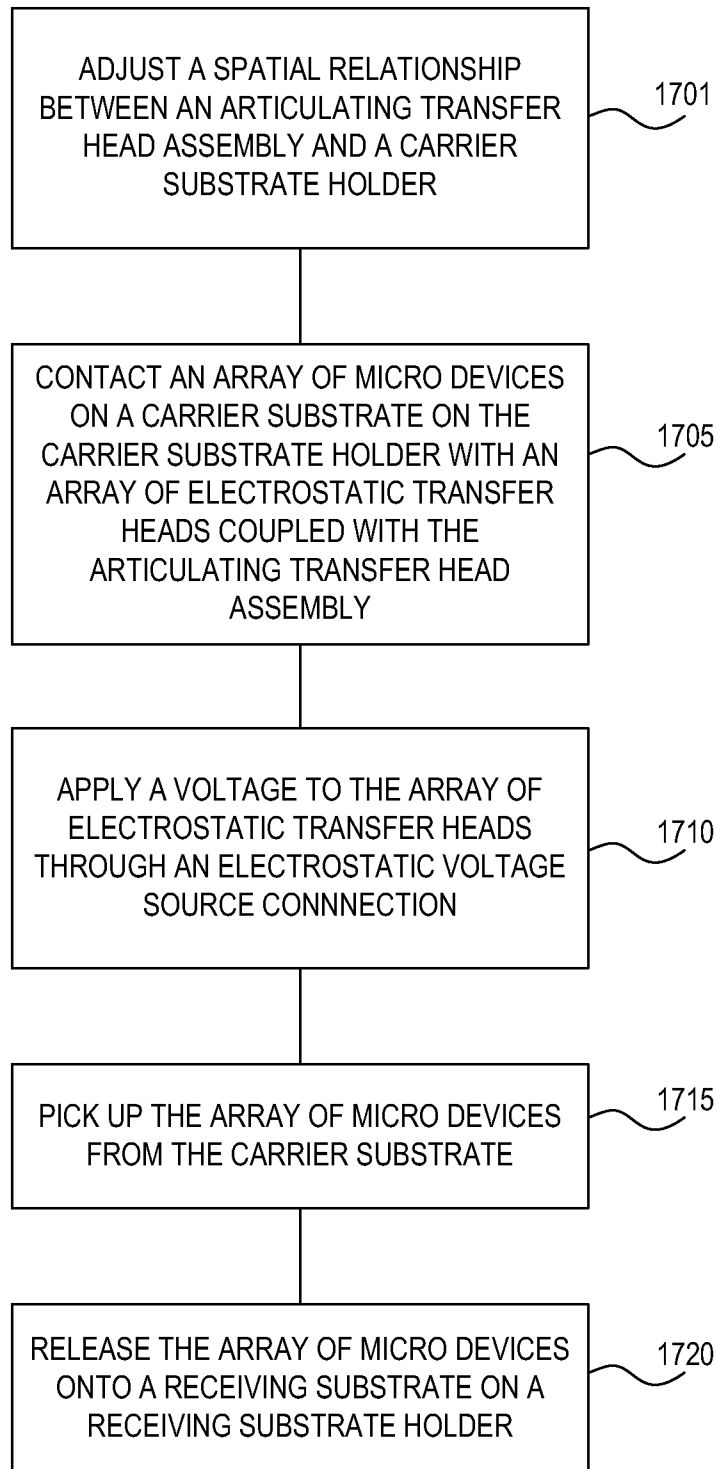 ADJUST A SPATIAL RELATIONSHIP
BETWEEN AN ARTICULATING TRANSFER
HEAD ASSEMBLY AND A CARRIER
SUBSTRATE HOLDER
1701
CONTACT AN ARRAY OF MICRO DEVICES
ON A CARRIER SUBSTRATE ON THE
CARRIER SUBSTRATE HOLDER WITH AN
ARRAY OF ELECTROSTATIC TRANSFER
HEADS COUPLED WITH THE
ARTICULATING TRANSFER HEAD
ASSEMBLY
1705
APPLY A VOLTAGE TO THE ARRAY OF
ELECTROSTATIC TRANSFER HEADS
THROUGH AN ELECTROSTATIC VOLTAGE
SOURCE CONNNECTION
1710
PICK UP THE ARRAY OF MICRO DEVICES
FROM THE CARRIER SUBSTRATE
1715
RELEASE THE ARRAY OF MICRO DEVICES
ONTO A RECEIVING SUBSTRATE ON A
RECEIVING SUBSTRATE HOLDER
1720